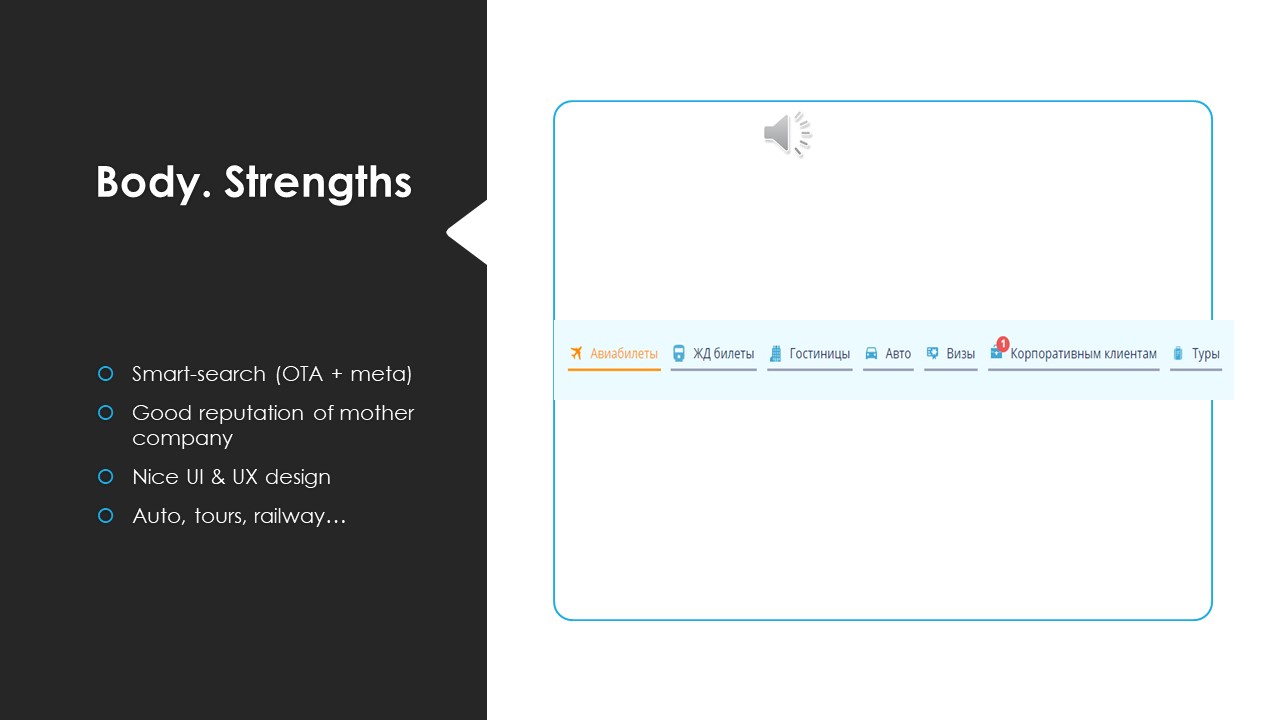 Body. Strengths
Smart-search (OTA + meta)
Good reputation of mother
company
Nice UI & UX design
Auto, tours, railway…
Авиабилеты ЖД билеты Гостиницы Авто Визы 1 Корпоративным клиентам Туры